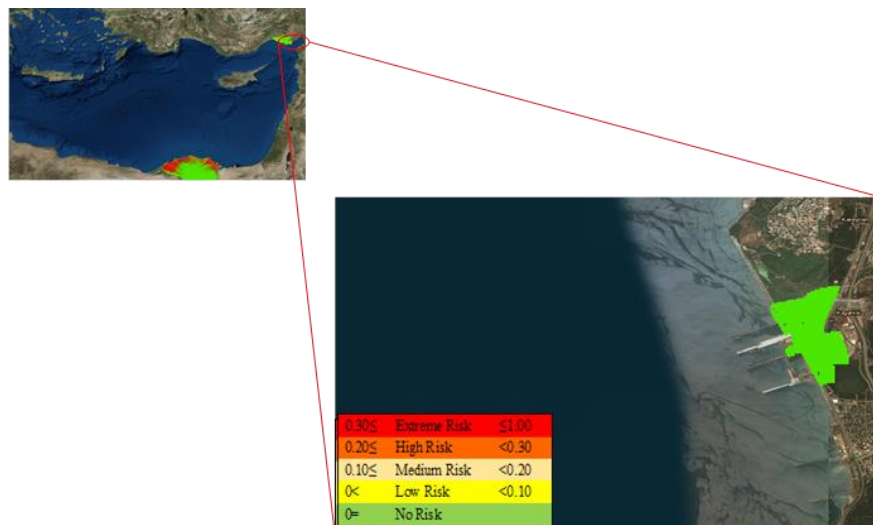 0.30≤ Extreme Risk ≤1.00
0.20≤ High Risk <0.30
0.10≤ Medium Risk <0.20
0< Low Risk <0.10
0= No Risk